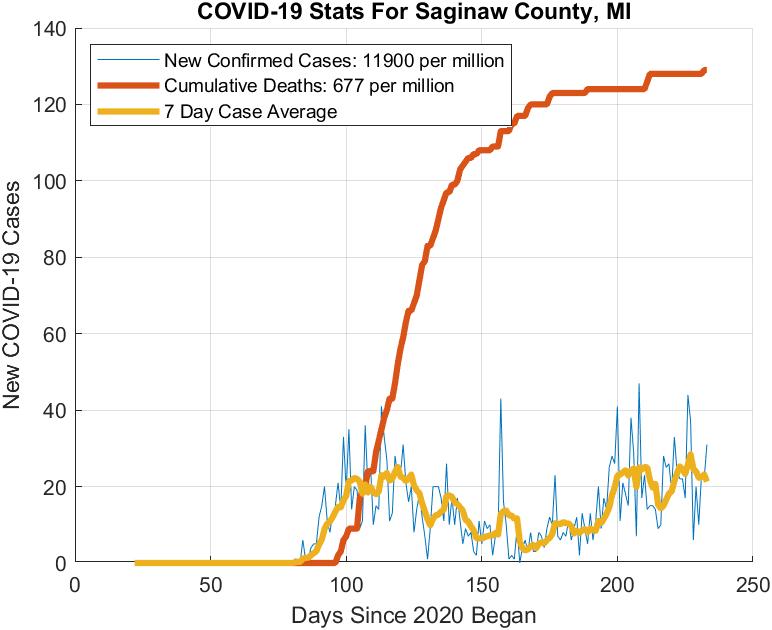 COVID-19 Stats For Saginaw County, MI
140
120
100
80
60
40
20
0
New COVID-19 Cases
New Confirmed Cases: 11900 per million
Cumulative Deaths: 677 per million
7 Day Case Average
0 50 100 150 200 250
Days Since 2020 Began